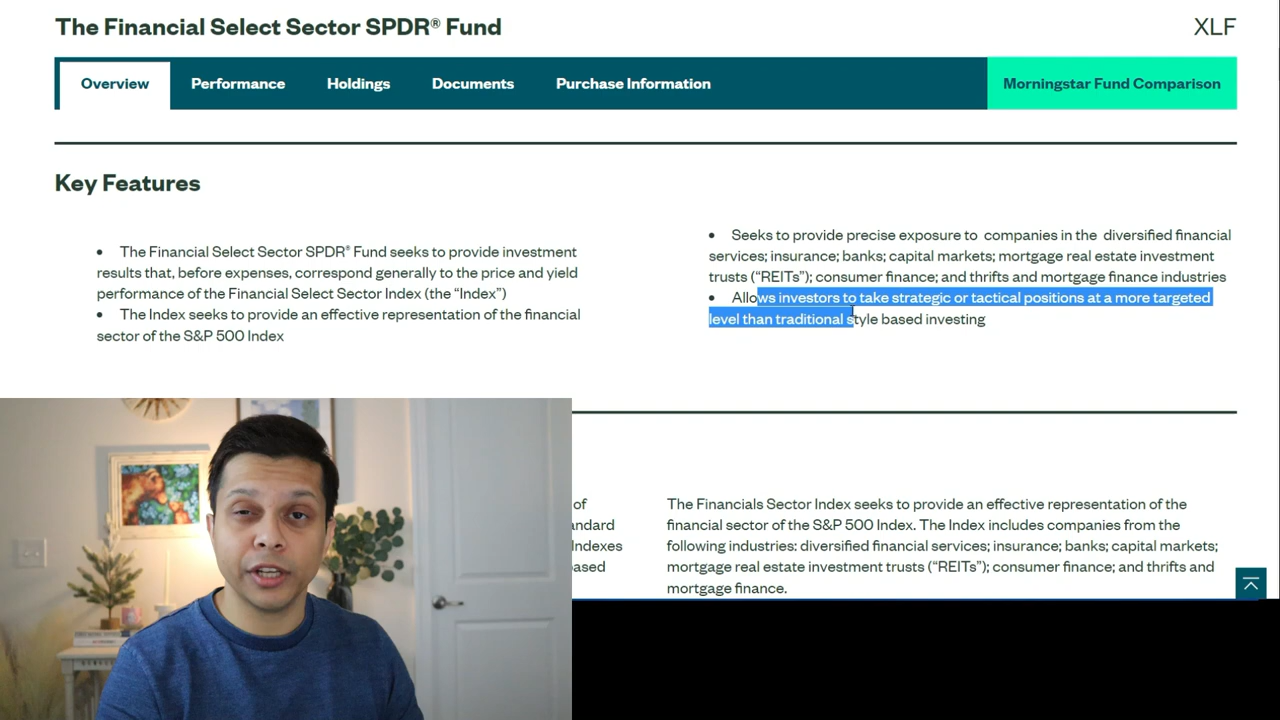 The Financial Select Sector SPDR® Fund
XLF
Overview
Performance
Holdings
Documents
Purchase Information
Morningstar Fund Comparison
Key Features
• The Financial Select Sector SPDR® Fund seeks to provide investment
results that, before expenses, correspond generally to the price and yield
performance of the Financial Select Sector Index (the “Index”)
• The Index seeks to provide an effective representation of the financial
sector of the S&P 500 Index
• Seeks to provide precise exposure to companies in the diversified financial
services; insurance; banks; capital markets; mortgage real estate investment
trusts (“REITs”); consumer finance; and thrifts and mortgage finance industries
• Allows investors to take strategic or tactical positions at a more targeted
level than traditional style based investing
of
andard
Indexes
ased
The Financials Sector Index seeks to provide an effective representation of the
financial sector of the S&P 500 Index. The Index includes companies from the
following industries: diversified financial services; insurance; banks; capital markets;
mortgage real estate investment trusts (“REITs”); consumer finance; and thrifts and
mortgage finance.